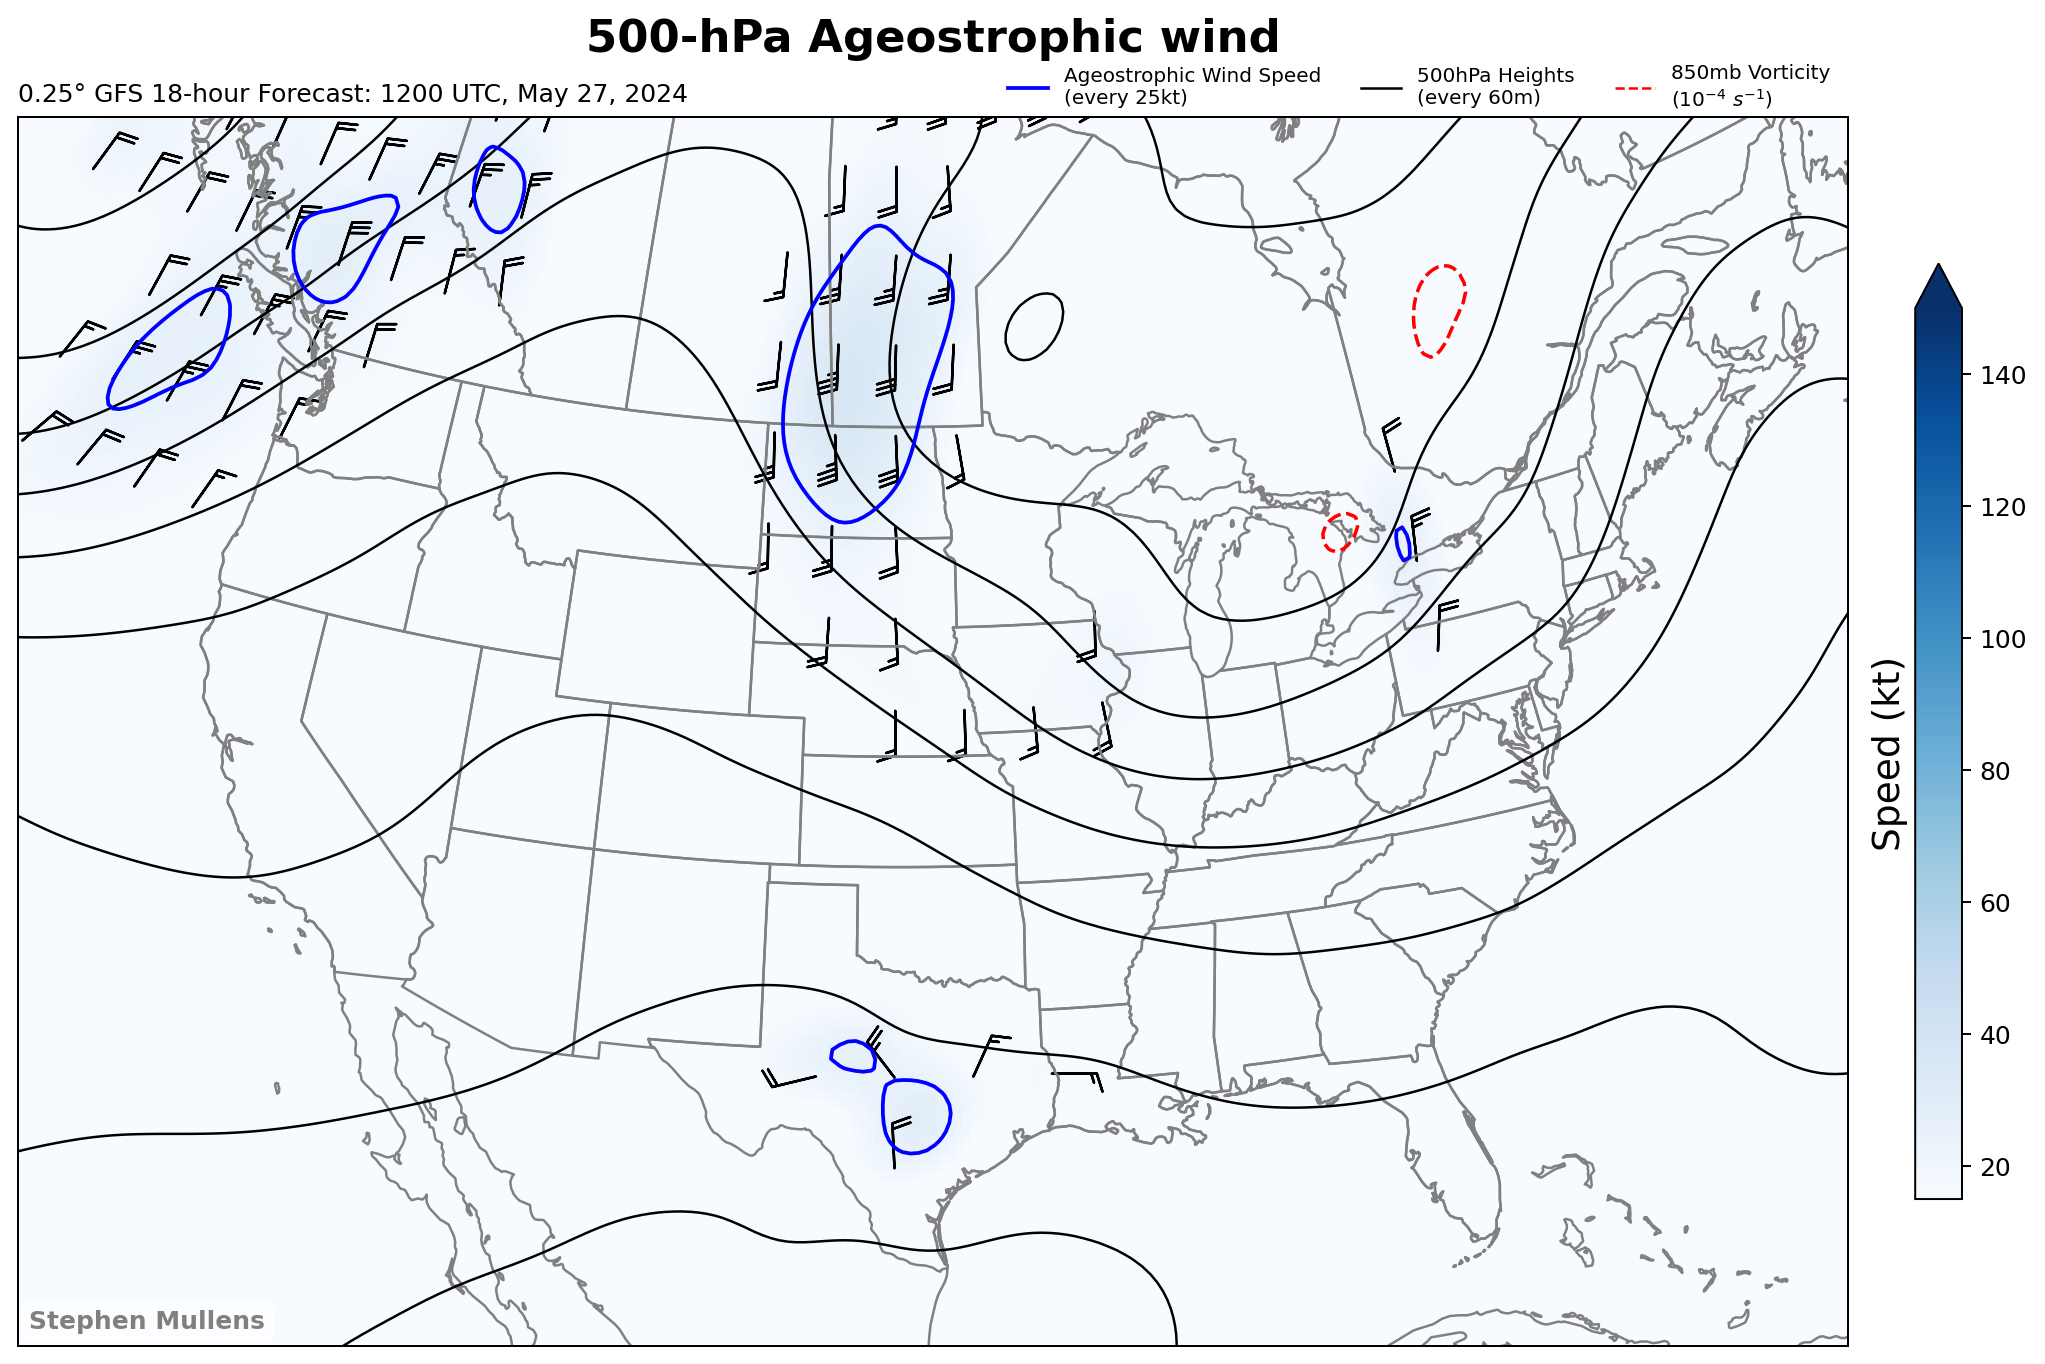 500-hPa Ageostrophic wind
0.25° GFS 18-hour Forecast: 1200 UTC, May 27, 2024
Ageostrophic Wind Speed
(every 25kt)
500hPa Heights
(every 60m)
850mb Vorticity
(10⁻⁴ s⁻¹)
140
120
100
80
60
40
20
Speed (kt)
Stephen Mullens